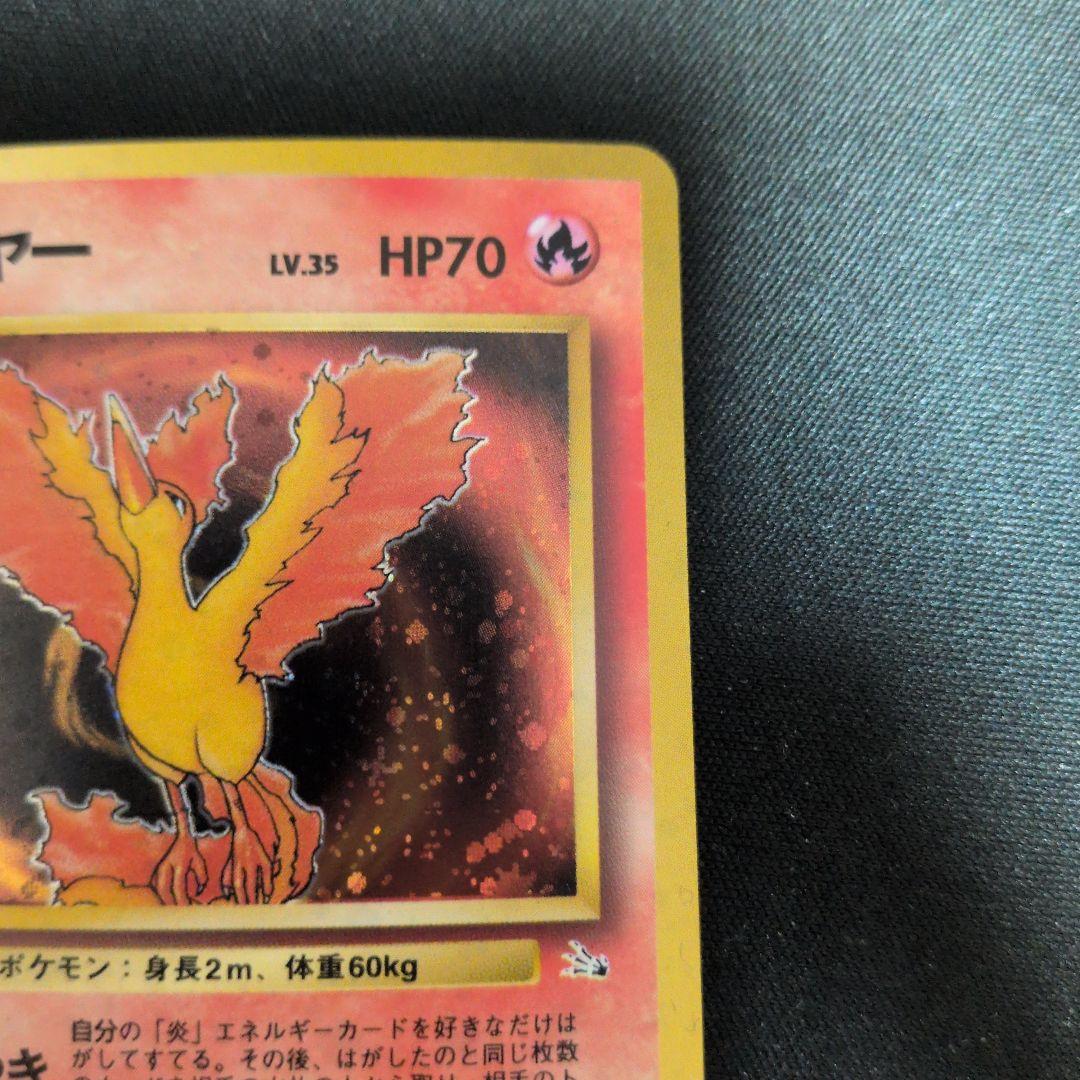 ヤー LV.35 HP70
ポケモン：身長2m、体重60kg
自分の「炎」エネルギーカードを好きなだけは
がしてすてる。その後、はがしたのと同じ枚数
き